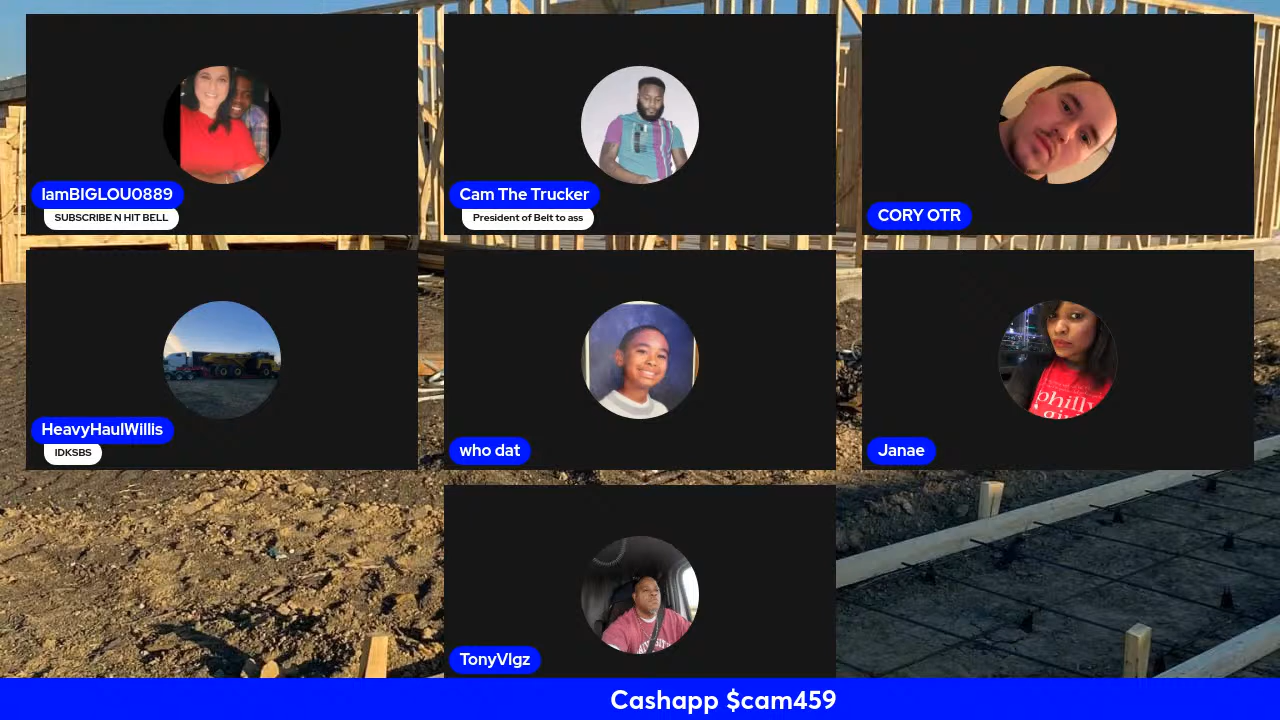 IamBIGLOU0889
SUBSCRIBE N HIT BELL
Cam The Trucker
President of Belt to ass
CORY OTR
HeavyHaulWillis
IDKSBS
who dat
Janae
philly
TonyVlgz
Cashapp $cam459